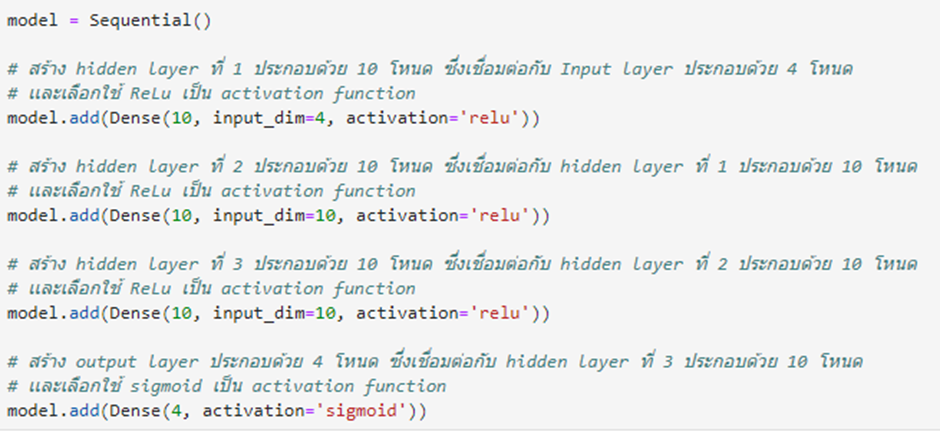 model = Sequential()
# สร้าง hidden layer ที่ 1 ประกอบด้วย 10 โหนด ซึ่งเชื่อมต่อกับ Input layer ประกอบด้วย 4 โหนด
# และเลือกใช้ ReLu เป็น activation function
model.add(Dense(10, input_dim=4, activation='relu'))
# สร้าง hidden layer ที่ 2 ประกอบด้วย 10 โหนด ซึ่งเชื่อมต่อกับ hidden layer ที่ 1 ประกอบด้วย 10 โหนด
# และเลือกใช้ ReLu เป็น activation function
model.add(Dense(10, input_dim=10, activation='relu'))
# สร้าง hidden layer ที่ 3 ประกอบด้วย 10 โหนด ซึ่งเชื่อมต่อกับ hidden layer ที่ 2 ประกอบด้วย 10 โหนด
# และเลือกใช้ ReLu เป็น activation function
model.add(Dense(10, input_dim=10, activation='relu'))
# สร้าง output layer ประกอบด้วย 4 โหนด ซึ่งเชื่อมต่อกับ hidden layer ที่ 3 ประกอบด้วย 10 โหนด
# และเลือกใช้ sigmoid เป็น activation function
model.add(Dense(4, activation='sigmoid'))